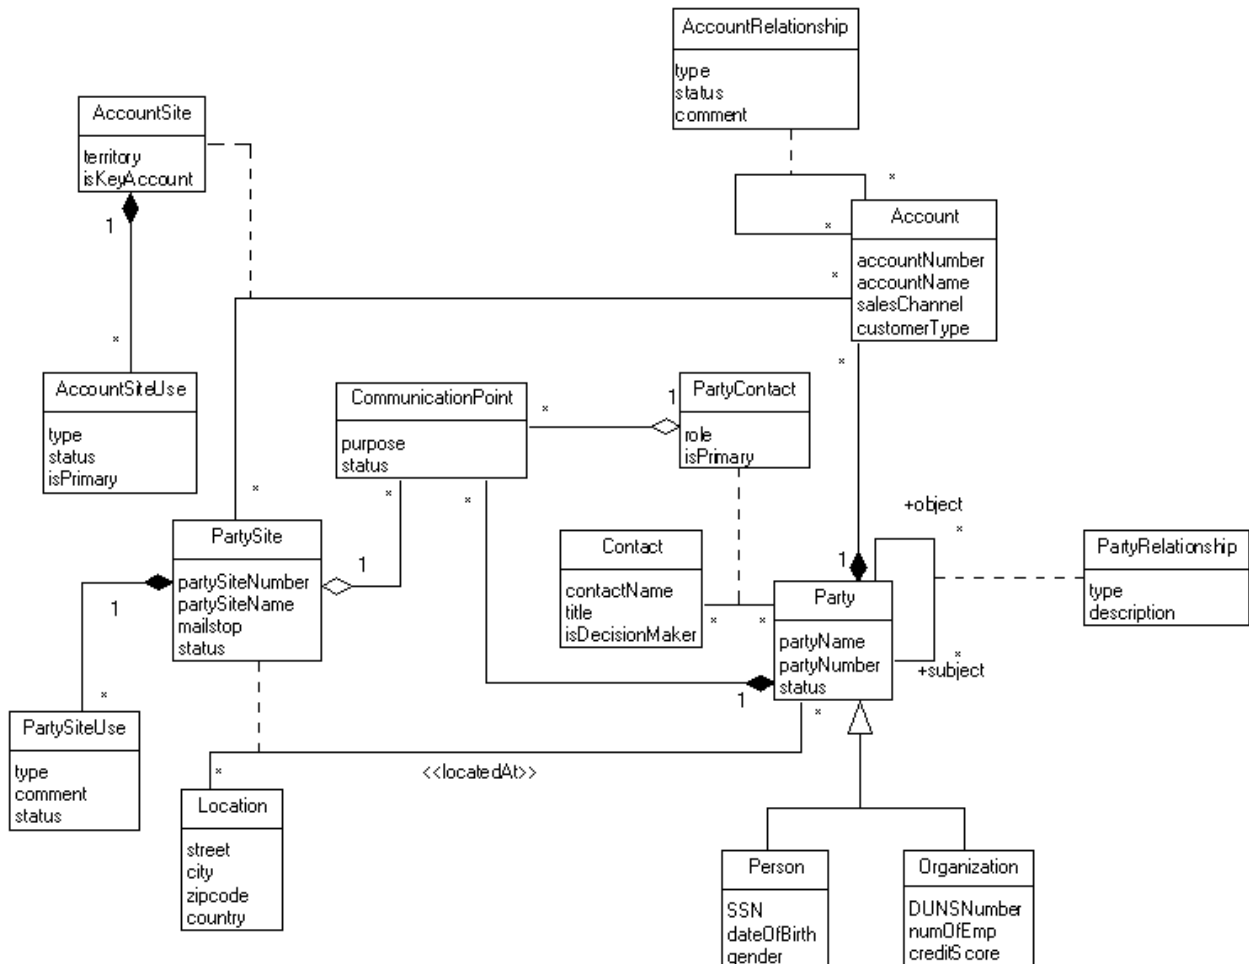 AccountRelationship
type
status
comment
AccountSite
territory
isKeyAccount
1
*
*
*
Account
accountNumber
accountName
salesChannel
customerType
*
*
*
AccountSiteUse
type
status
isPrimary
CommunicationPoint
purpose
status
*
1
PartyContact
role
isPrimary
*
*
*
PartySite
partySiteNumber
partySiteName
mailstop
status
1
1
*
Contact
contactName
title
isDecisionMaker
*
*
+object
*
1
Party
partyName
partyNumber
status
PartyRelationship
type
description
*
+subject
1
*
PartySiteUse
type
comment
status
*
<<locatedAt>>
Location
street
city
zipcode
country
Person
SSN
dateOfBirth
gender
Organization
DUNSNumber
numOfEmp
creditScore